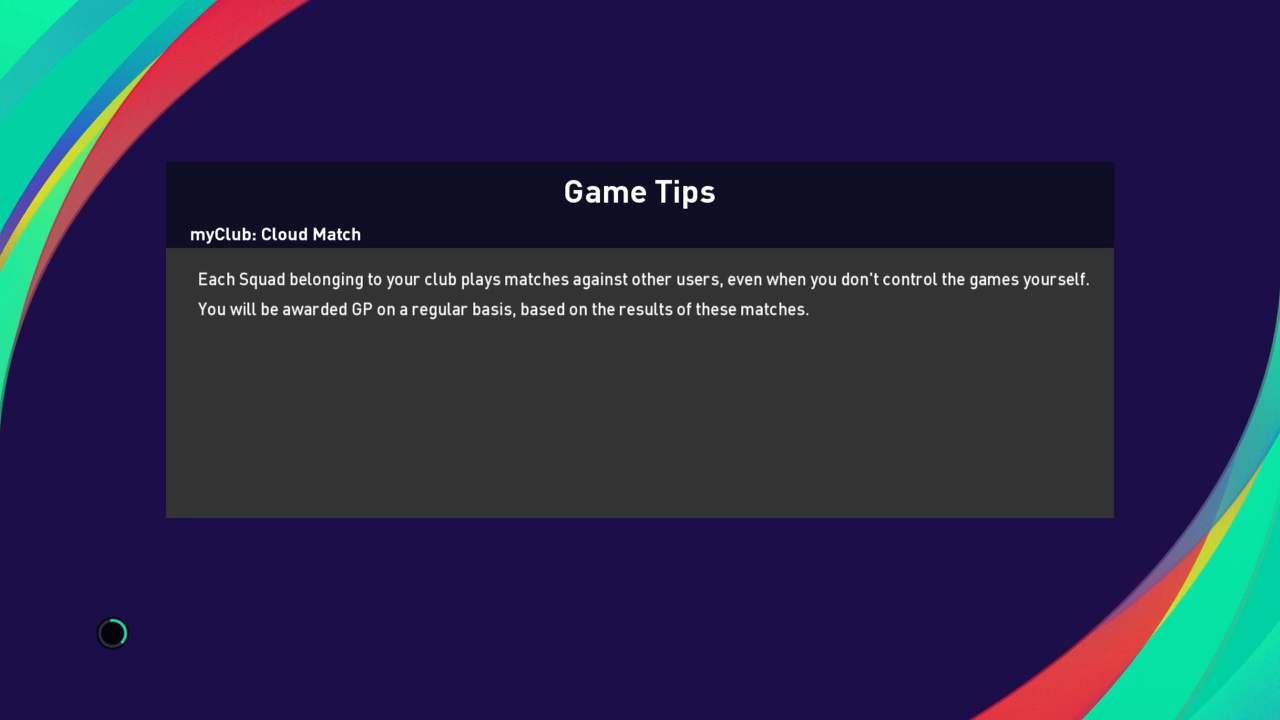 Game Tips
myClub: Cloud Match
Each Squad belonging to your club plays matches against other users, even when you don't control the games yourself.
You will be awarded GP on a regular basis, based on the results of these matches.